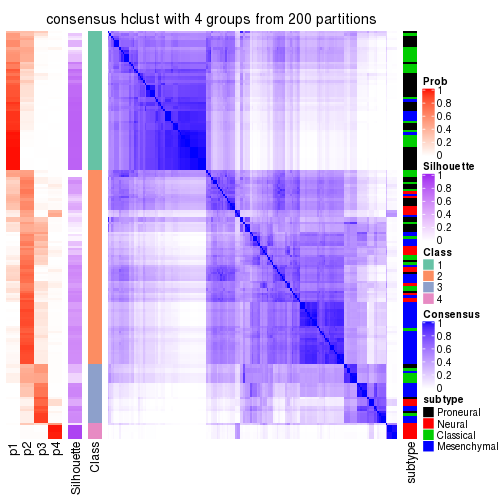 consensus hclust with 4 groups from 200 partitions
Prob
1
0.8
0.6
0.4
0.2
0
Silhouette
1
0.8
0.6
0.4
0.2
0
Class
1
2
3
4
Consensus
1
0.8
0.6
0.4
0.2
0
subtype
Proneural
Neural
Classical
Mesenchymal
p1
p2
p3
p4
Silhouette
Class
subtype